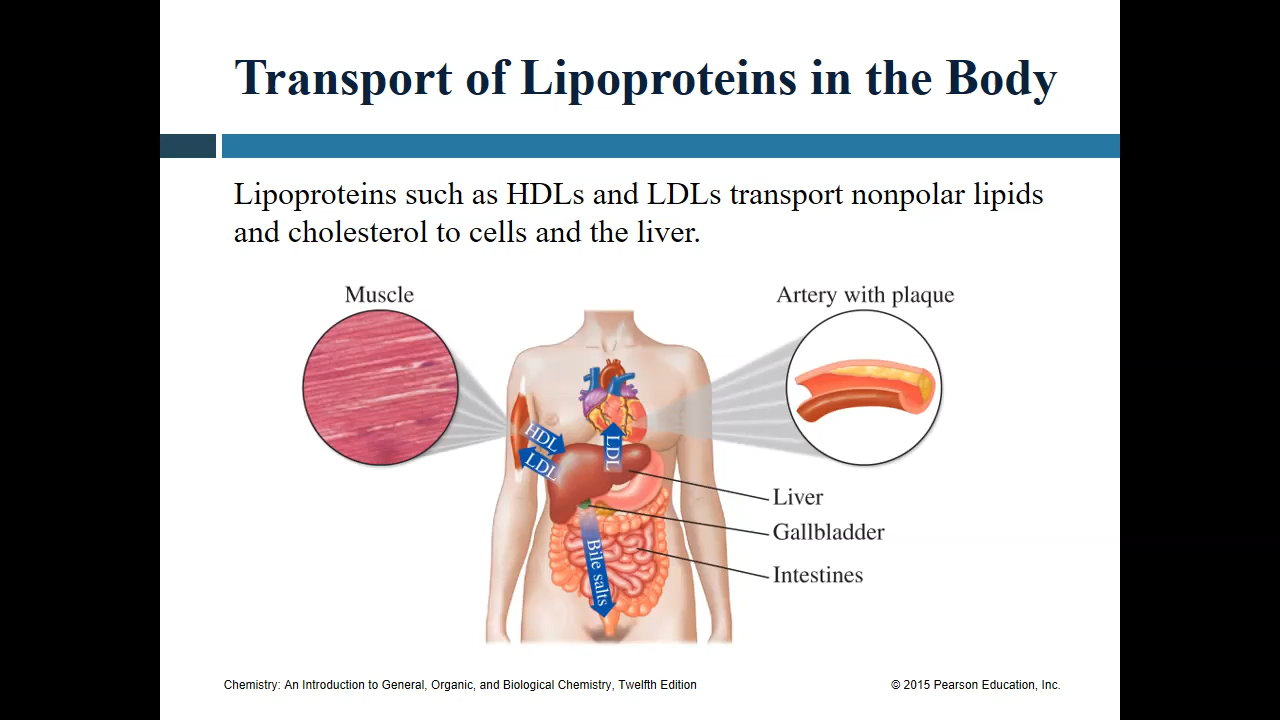 Transport of Lipoproteins in the Body
Lipoproteins such as HDLs and LDLs transport nonpolar lipids
and cholesterol to cells and the liver.
Muscle
Artery with plaque
HDL
LDL
LDL
Liver
Gallbladder
Bile salts
Intestines
Chemistry: An Introduction to General, Organic, and Biological Chemistry, Twelfth Edition
© 2015 Pearson Education, Inc.